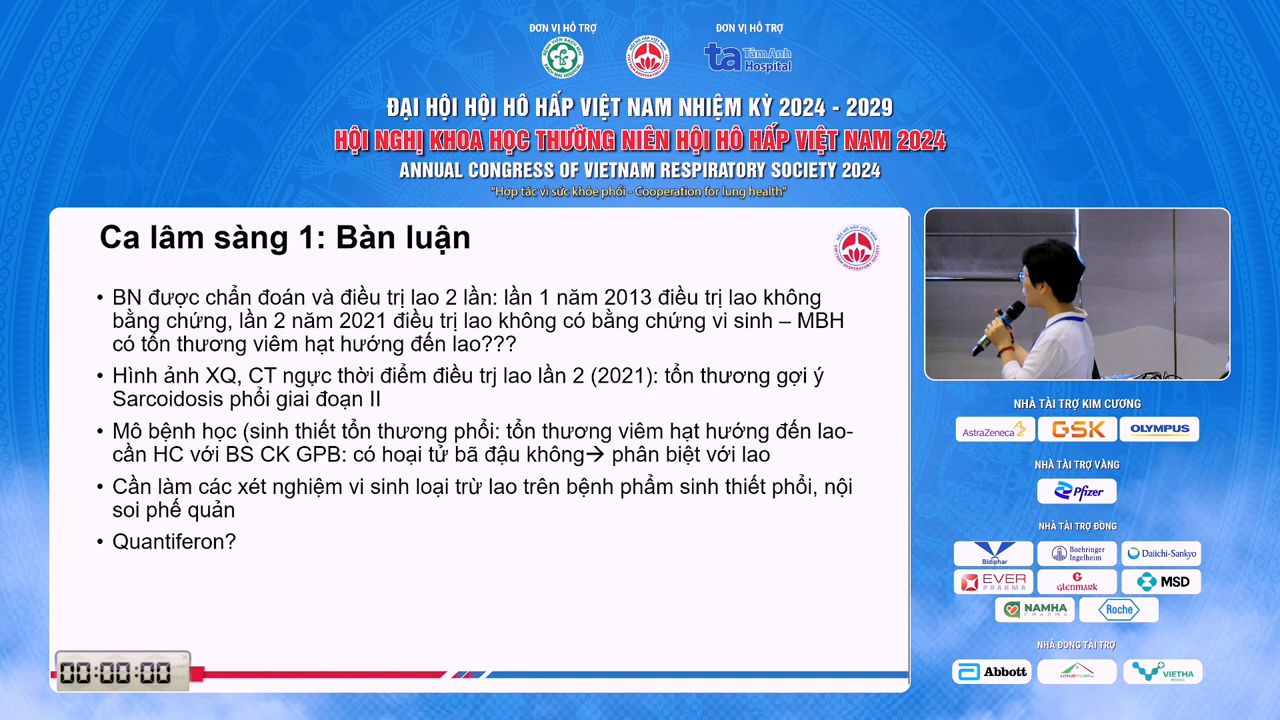 ĐƠN VỊ HỖ TRỢ
ĐƠN VỊ HỖ TRỢ
TâmAnh
Hospital
ĐẠI HỘI HỘI HÔ HẤP VIỆT NAM NHIỆM KỲ 2024 - 2029
HỘI NGHỊ KHOA HỌC THƯỜNG NIÊN HỘI HÔ HẤP VIỆT NAM 2024
ANNUAL CONGRESS OF VIETNAM RESPIRATORY SOCIETY 2024
"Hợp tác vì sức khỏe phổi - Cooperation for lung health"
Ca lâm sàng 1: Bàn luận
• BN được chẩn đoán và điều trị lao 2 lần: lần 1 năm 2013 điều trị lao không
bằng chứng, lần 2 năm 2021 điều trị lao không có bằng chứng vi sinh – MBH
có tổn thương viêm hạt hướng đến lao???
• Hình ảnh XQ, CT ngực thời điểm điều trị lao lần 2 (2021): tổn thương gợi ý
Sarcoidosis phổi giai đoạn II
• Mô bệnh học (sinh thiết tổn thương phổi: tổn thương viêm hạt hướng đến lao-
cần HC với BS CK GPB: có hoại tử bã đậu không→ phân biệt với lao
• Cần làm các xét nghiệm vi sinh loại trừ lao trên bệnh phẩm sinh thiết phổi, nội
soi phế quản
• Quantiferon?
00:00:00
NHÀ TÀI TRỢ KIM CƯƠNG
AstraZeneca GSK OLYMPUS
NHÀ TÀI TRỢ VÀNG
Pfizer
NHÀ TÀI TRỢ ĐỒNG
Bidiphar Boehringer Ingelheim Daiichi-Sankyo
EVER PHARMA GLENMARK MSD
NAMHA PHARMA Roche
NHÀ ĐỒNG TÀI TRỢ
Abbott HOMECARE VIETHA